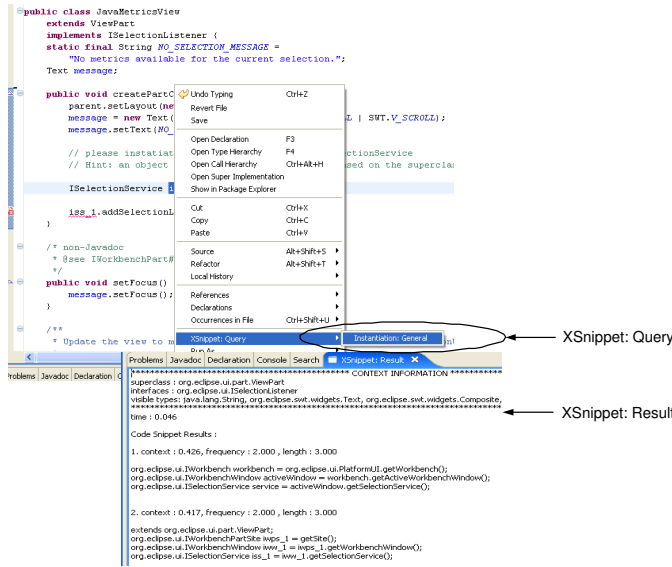 public class JavaMetricsView
extends ViewPart
implements ISelectionListener {
static final String NO_SELECTION_MESSAGE =
"No metrics available for the current selection.";
Text message;
public void createPartC
parent.setLayout(ne
message = new Text( L | SWT.V_SCROLL);
message.setText(NO_
// please instatiat ctionService
// Hint: an object sed on the supercla
ISelectionService i
iss_1.addSelectionL
}
/* non-Javadoc
* @see IWorkbenchPart#
*/
public void setFocus()
message.setFocus();
}
/**
* Update the view to m
Undo Typing Ctrl+Z
Revert File
Save
Open Declaration F3
Open Type Hierarchy F4
Open Call Hierarchy Ctrl+Alt+H
Open Super Implementation
Show in Package Explorer
Cut Ctrl+X
Copy Ctrl+C
Paste Ctrl+V
Source Alt+Shift+S
Refactor Alt+Shift+T
Local History
References
Declarations
Occurrences in File Ctrl+Shift+U
XSnippet: Query
Run As
Instantiation: General
XSnippet: Query
Problems Javadoc Declaration C
Problems Javadoc Declaration Console Search XSnippet: Result
******* CONTEXT INFORMATION *******
superclass : org.eclipse.ui.part.ViewPart
interfaces : org.eclipse.ui.ISelectionListener
visible types: java.lang.String, org.eclipse.swt.widgets.Text, org.eclipse.swt.widgets.Composite,
XSnippet: Result
time : 0.046
Code Snippet Results :
1. context : 0.426, frequency : 2.000 , length : 3.000
org.eclipse.ui.IWorkbench workbench = org.eclipse.ui.PlatformUI.getWorkbench();
org.eclipse.ui.IWorkbenchWindow activeWindow = workbench.getActiveWorkbenchWindow();
org.eclipse.ui.ISelectionService service = activeWindow.getSelectionService();
2. context : 0.417, frequency : 2.000 , length : 3.000
extends org.eclipse.ui.part.ViewPart;
org.eclipse.ui.IWorkbenchPartSite iwps_1 = getSite();
org.eclipse.ui.IWorkbenchWindow iww_1 = iwps_1.getWorkbenchWindow();
org.eclipse.ui.ISelectionService iss_1 = iww_1.getSelectionService();